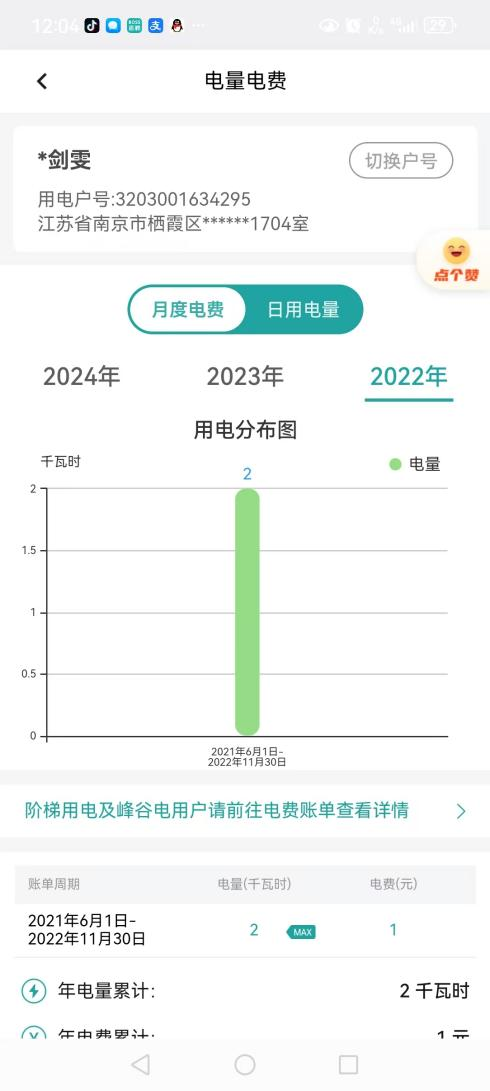 12:04
29
电量电费
*剑雯
切换户号
用电户号:3203001634295
江苏省南京市栖霞区******1704室
点个赞
月度电费 日用电量
2024年 2023年 2022年
用电分布图
千瓦时 电量
2
2
1.5
1
0.5
0
2021年6月1日-
2022年11月30日
阶梯用电及峰谷电用户请前往电费账单查看详情
账单周期 电量(千瓦时) 电费(元)
2021年6月1日-
2022年11月30日
2 MAX 1
年电量累计: 2 千瓦时
年电费累计: 1 元